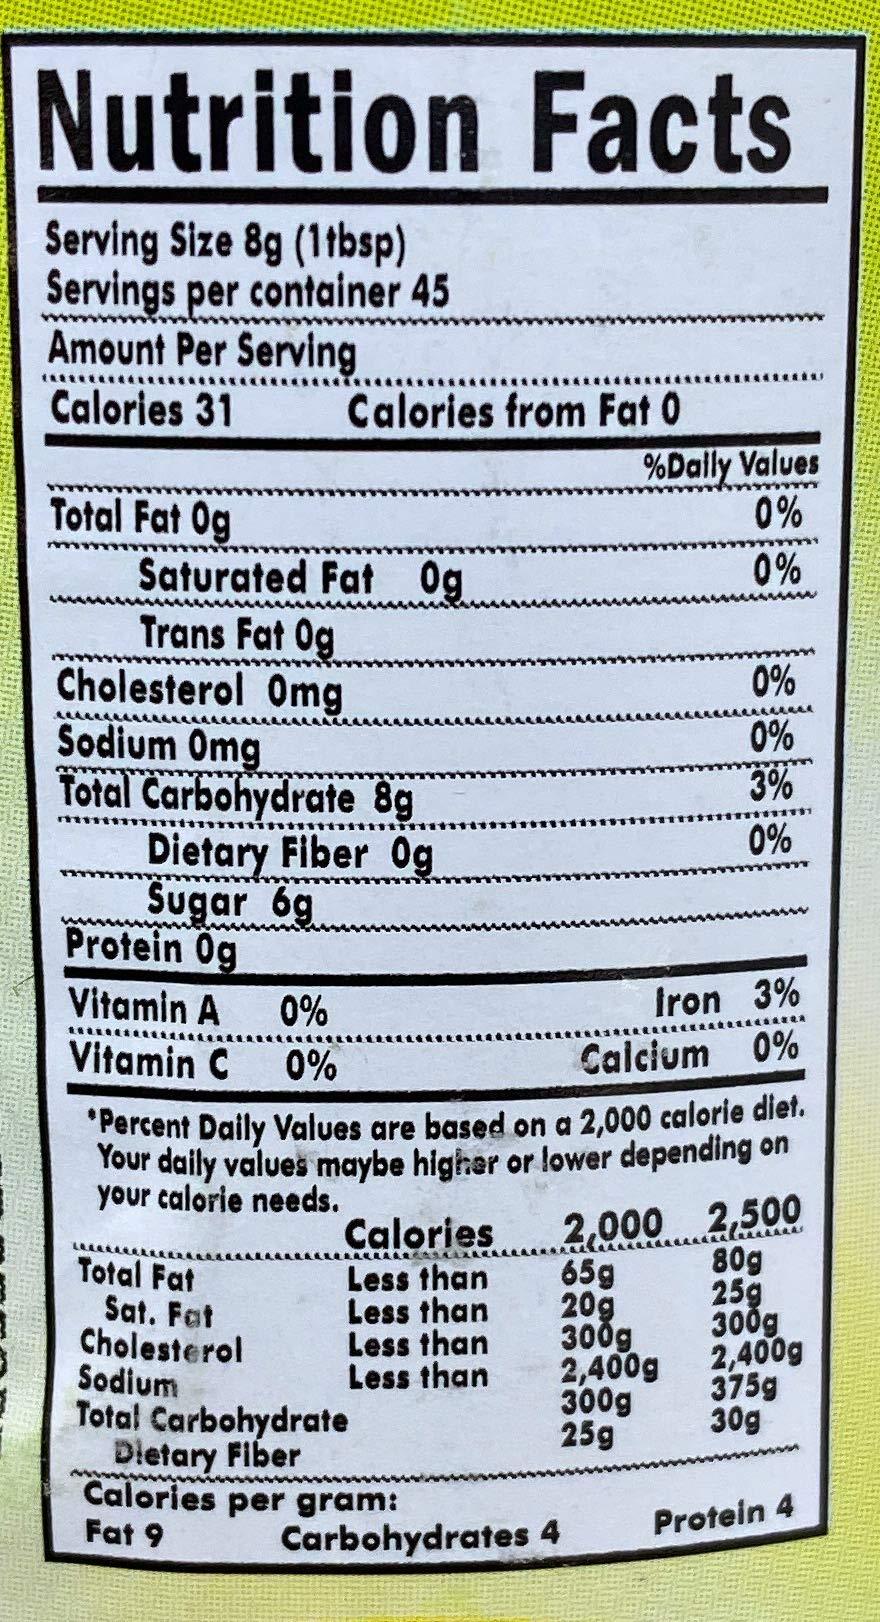 Nutrition Facts
Serving Size 8g (1tbsp)
Servings per container 45
Amount Per Serving
Calories 31 Calories from Fat 0
%Daily Values
Total Fat 0g 0%
Saturated Fat 0g 0%
Trans Fat 0g
Cholesterol 0mg 0%
Sodium 0mg 0%
Total Carbohydrate 8g 3%
Dietary Fiber 0g 0%
Sugar 6g
Protein 0g
Vitamin A 0% Iron 3%
Vitamin C 0% Calcium 0%
*Percent Daily Values are based on a 2,000 calorie diet.
Your daily values maybe higher or lower depending on
your calorie needs.
Calories 2,000 2,500
Total Fat Less than 65g 80g
Sat. Fat Less than 20g 25g
Cholesterol Less than 300g 300g
Sodium Less than 2,400g 2,400g
Total Carbohydrate 300g 375g
Dietary Fiber 25g 30g
Calories per gram:
Fat 9 Carbohydrates 4 Protein 4